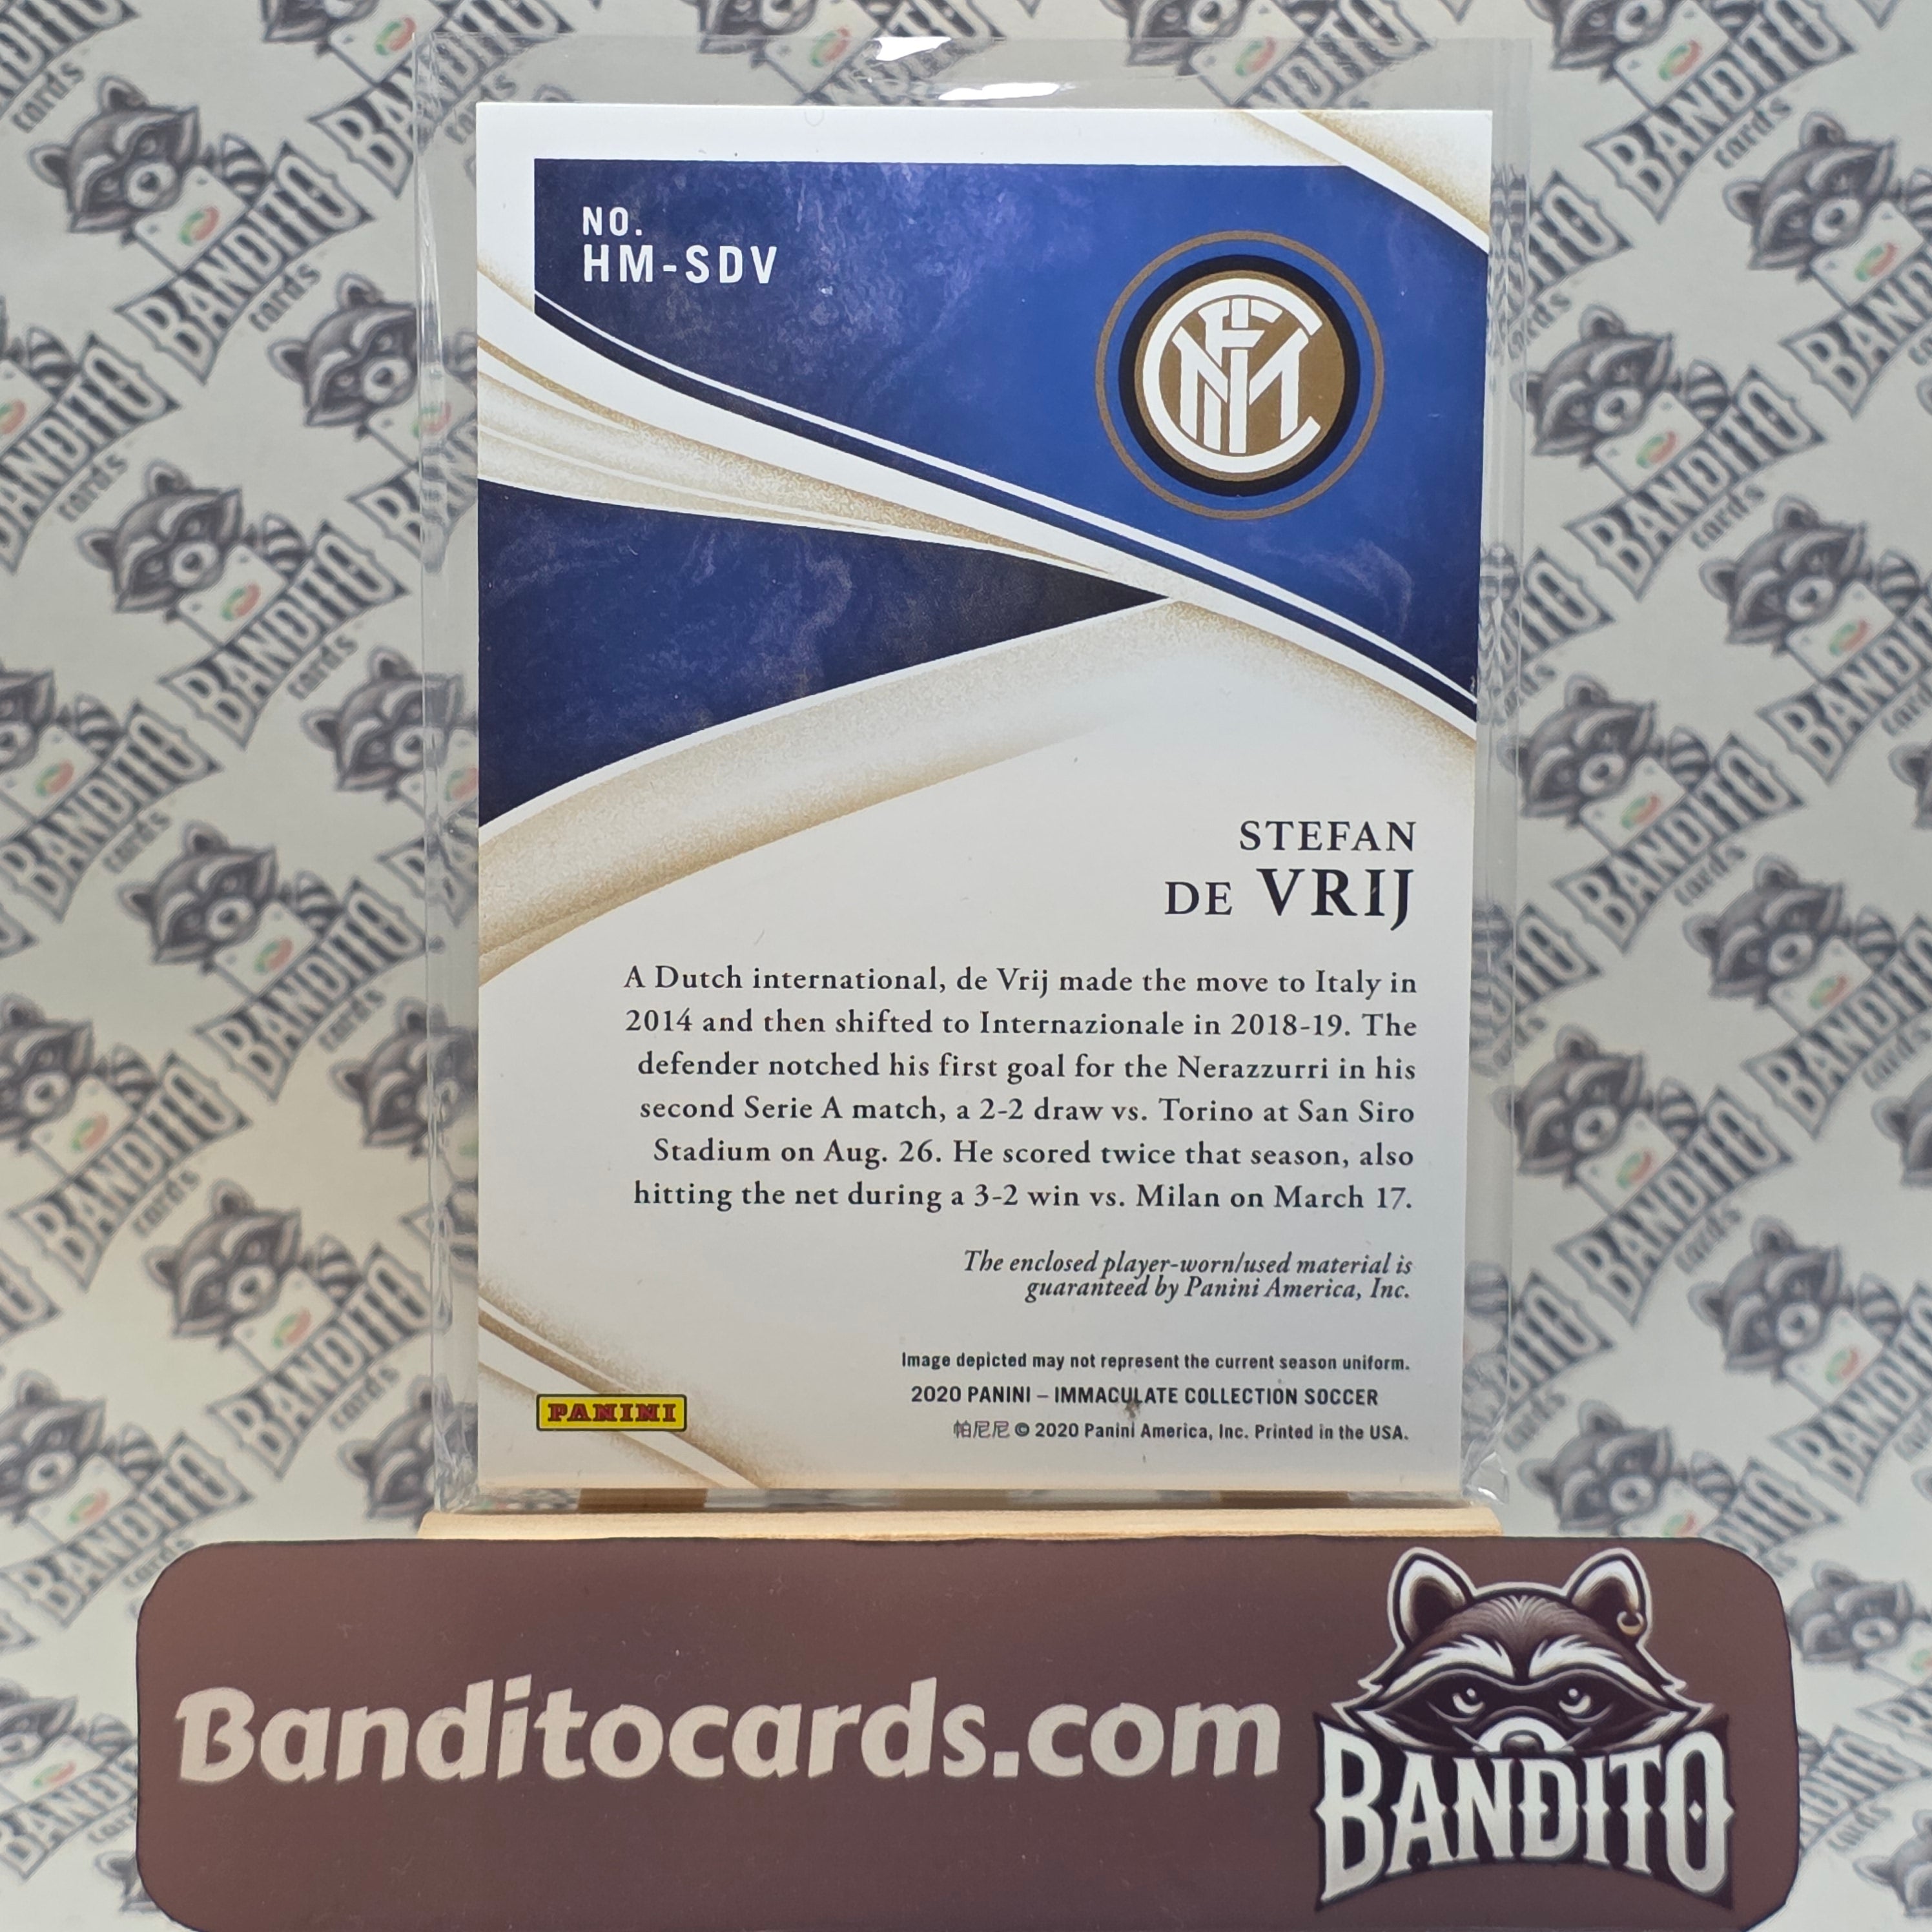 NO.
HM-SDV
FCIM
STEFAN
DE VRIJ
A Dutch international, de Vrij made the move to Italy in
2014 and then shifted to Internazionale in 2018-19. The
defender notched his first goal for the Nerazzurri in his
second Serie A match, a 2-2 draw vs. Torino at San Siro
Stadium on Aug. 26. He scored twice that season, also
hitting the net during a 3-2 win vs. Milan on March 17.
The enclosed player-worn/used material is
guaranteed by Panini America, Inc.
Image depicted may not represent the current season uniform.
2020 PANINI – IMMACULATE COLLECTION SOCCER
帕尼尼 © 2020 Panini America, Inc. Printed in the USA.
PANINI
Banditocards.com
BANDITO
BANDITO
cards